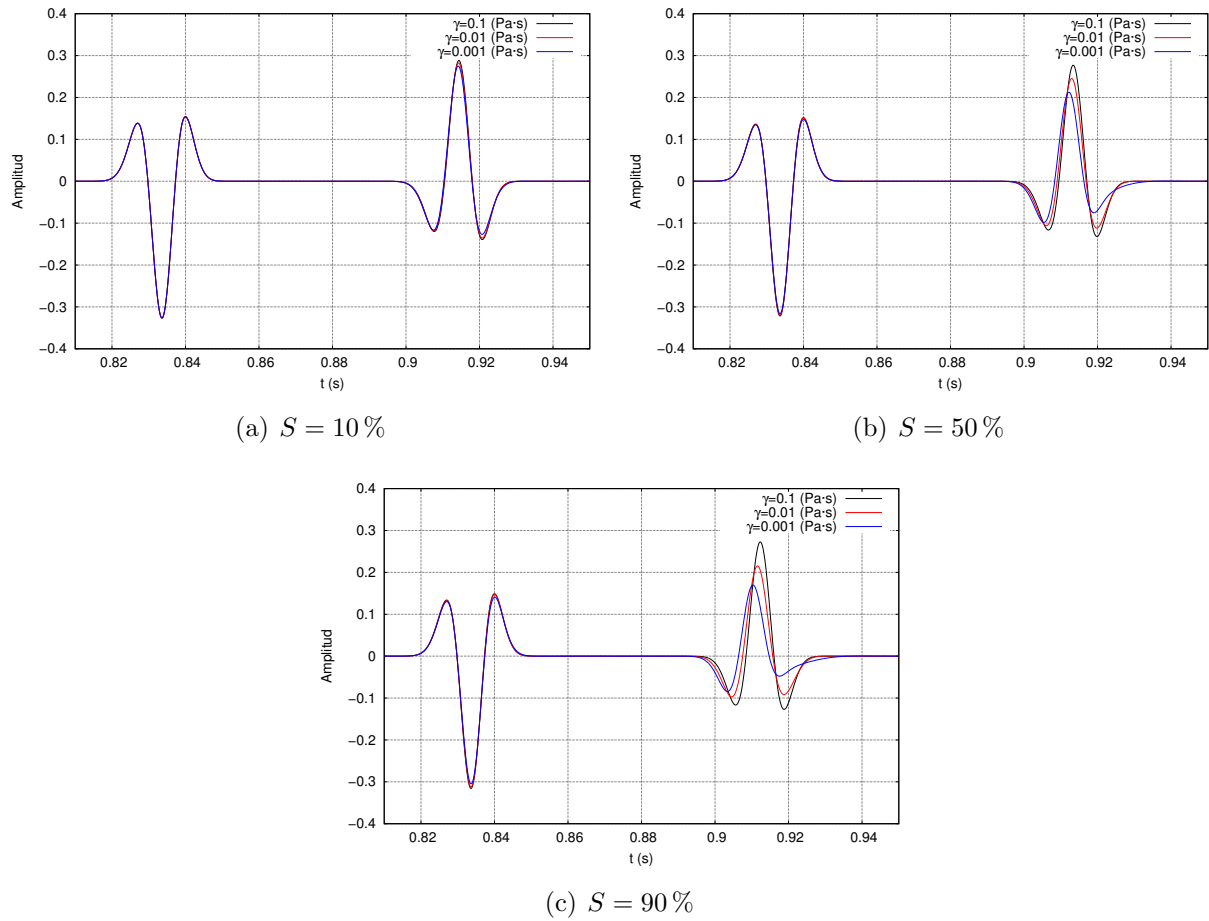 0.4
0.3
0.2
0.1
0
−0.1
−0.2
−0.3
−0.4
Amplitud
0.82 0.84 0.86 0.88 0.9 0.92 0.94
t (s)
γ=0.1 (Pa·s)
γ=0.01 (Pa·s)
γ=0.001 (Pa·s)
(a) S = 10 %
0.4
0.3
0.2
0.1
0
−0.1
−0.2
−0.3
−0.4
Amplitud
0.82 0.84 0.86 0.88 0.9 0.92 0.94
t (s)
γ=0.1 (Pa·s)
γ=0.01 (Pa·s)
γ=0.001 (Pa·s)
(b) S = 50 %
0.4
0.3
0.2
0.1
0
−0.1
−0.2
−0.3
−0.4
Amplitud
0.82 0.84 0.86 0.88 0.9 0.92 0.94
t (s)
γ=0.1 (Pa·s)
γ=0.01 (Pa·s)
γ=0.001 (Pa·s)
(c) S = 90 %